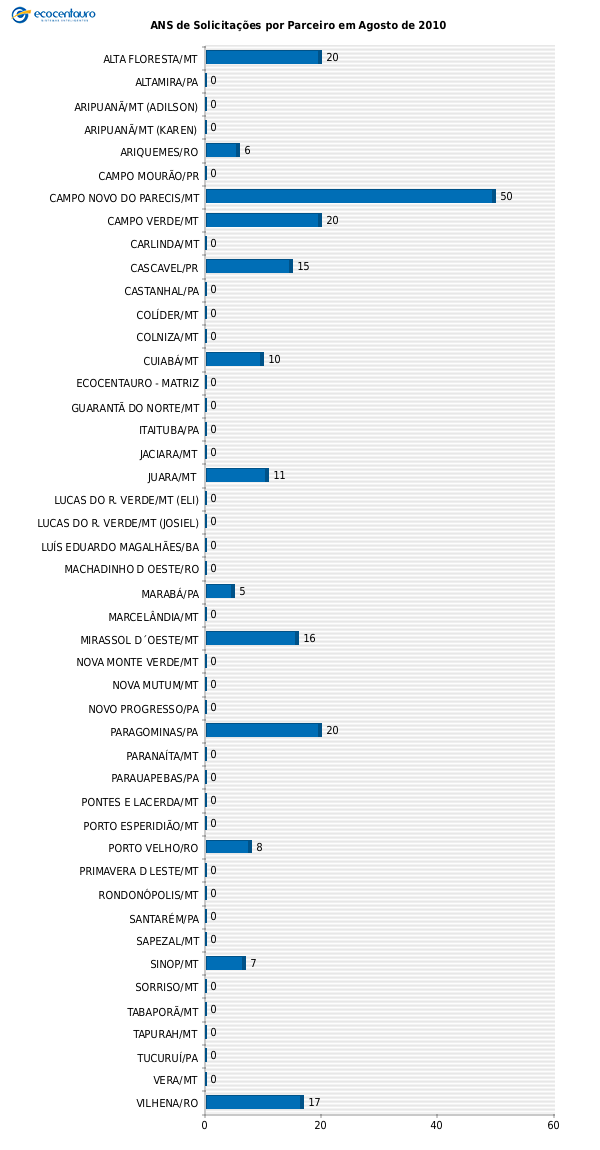 ecocentauro
ANS de Solicitações por Parceiro em Agosto de 2010
ALTA FLORESTA/MT 20
ALTAMIRA/PA 0
ARIPUANÃ/MT (ADILSON) 0
ARIPUANÃ/MT (KAREN) 0
ARIQUEMES/RO 6
CAMPO MOURÃO/PR 0
CAMPO NOVO DO PARECIS/MT 50
CAMPO VERDE/MT 20
CARLINDA/MT 0
CASCAVEL/PR 15
CASTANHAL/PA 0
COLÍDER/MT 0
COLNIZA/MT 0
CUIABÁ/MT 10
ECOCENTAURO - MATRIZ 0
GUARANTÃ DO NORTE/MT 0
ITAITUBA/PA 0
JACIARA/MT 0
JUARA/MT 11
LUCAS DO R. VERDE/MT (ELI) 0
LUCAS DO R. VERDE/MT (JOSIEL) 0
LUÍS EDUARDO MAGALHÃES/BA 0
MACHADINHO D OESTE/RO 0
MARABÁ/PA 5
MARCELÂNDIA/MT 0
MIRASSOL D´OESTE/MT 16
NOVA MONTE VERDE/MT 0
NOVA MUTUM/MT 0
NOVO PROGRESSO/PA 0
PARAGOMINAS/PA 20
PARANAÍTA/MT 0
PARAUAPEBAS/PA 0
PONTES E LACERDA/MT 0
PORTO ESPERIDIÃO/MT 0
PORTO VELHO/RO 8
PRIMAVERA D LESTE/MT 0
RONDONÓPOLIS/MT 0
SANTARÉM/PA 0
SAPEZAL/MT 0
SINOP/MT 7
SORRISO/MT 0
TABAPORÃ/MT 0
TAPURAH/MT 0
TUCURUÍ/PA 0
VERA/MT 0
VILHENA/RO 17
0 20 40 60